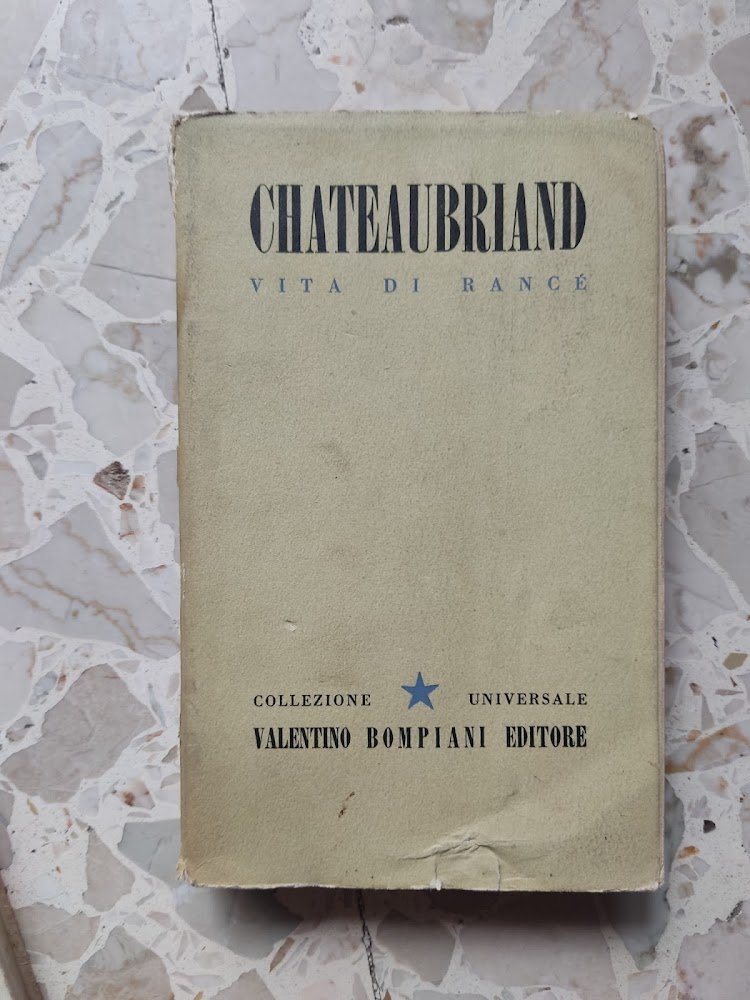 CHATEAUBRIAND
VITA DI RANCÉ
COLLEZIONE UNIVERSALE
VALENTINO BOMPIANI EDITORE